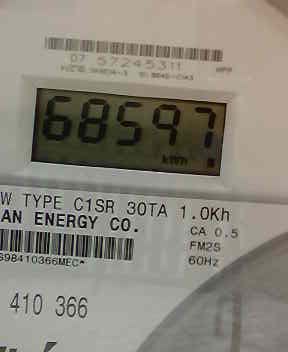 07 57245311
68597
kWH
W TYPE C1SR 30TA 1.0Kh
AN ENERGY CO.
CA 0.5
FM2S
60Hz
S98410366MEC*
410 366